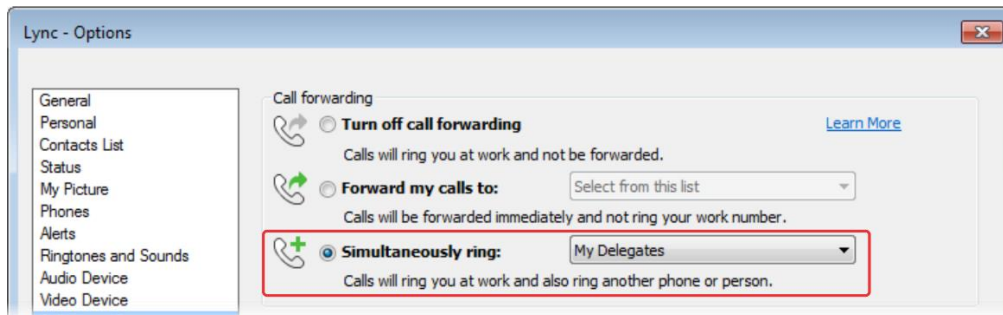 Lync - Options
General
Personal
Contacts List
Status
My Picture
Phones
Alerts
Ringtones and Sounds
Audio Device
Video Device
Call forwarding
Turn off call forwarding
Learn More
Calls will ring you at work and not be forwarded.
Forward my calls to:
Select from this list
Calls will be forwarded immediately and not ring your work number.
Simultaneously ring:
My Delegates
Calls will ring you at work and also ring another phone or person.